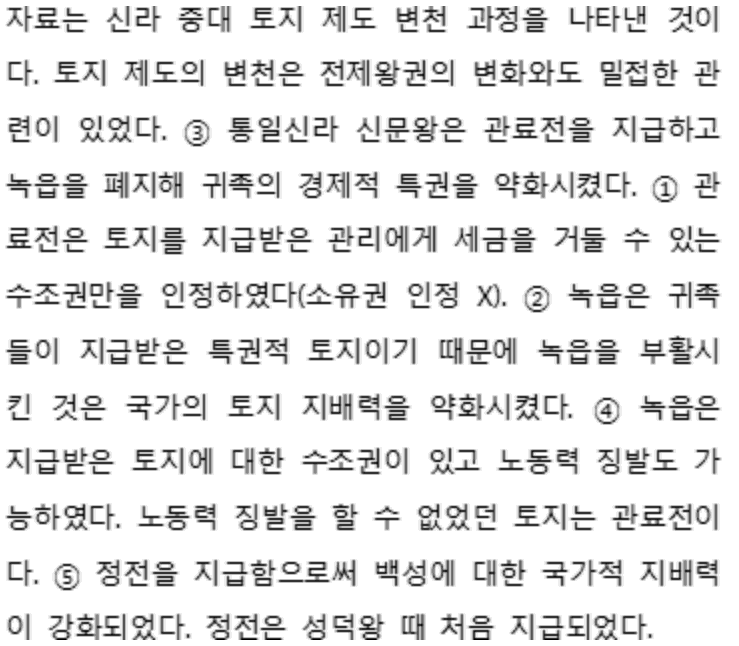 자료는 신라 중대 토지 제도 변천 과정을 나타낸 것이
다. 토지 제도의 변천은 전제왕권의 변화와도 밀접한 관
련이 있었다. ③ 통일신라 신문왕은 관료전을 지급하고
녹읍을 폐지해 귀족의 경제적 특권을 약화시켰다. ① 관
료전은 토지를 지급받은 관리에게 세금을 거둘 수 있는
수조권만을 인정하였다(소유권 인정 X). ② 녹읍은 귀족
들이 지급받은 특권적 토지이기 때문에 녹읍을 부활시
킨 것은 국가의 토지 지배력을 약화시켰다. ④ 녹읍은
지급받은 토지에 대한 수조권이 있고 노동력 징발도 가
능하였다. 노동력 징발을 할 수 없었던 토지는 관료전이
다. ⑤ 정전을 지급함으로써 백성에 대한 국가적 지배력
이 강화되었다. 정전은 성덕왕 때 처음 지급되었다.